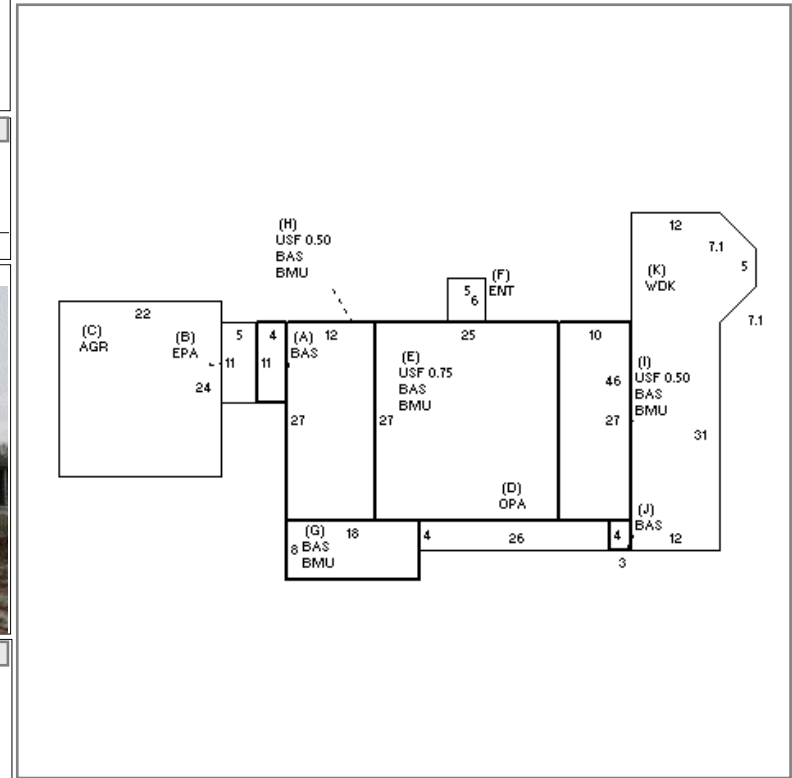 (H)
USF 0.50
BAS
BMU
12
7.1
5
(K)
WDK
7.1
(F)
ENT
5
6
22
(C)
AGR
(B)
EPA
24
5
11
4
11
(A)
BAS
12
27
25
(E)
USF 0.75
BAS
BMU
27
10
46
27
(I)
USF 0.50
BAS
BMU
31
(D)
OPA
(J)
BAS
12
(G)
BAS
BMU
18
8
4
26
4
3